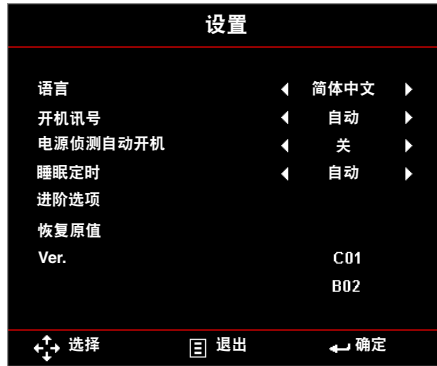 设置
语言 简体中文
开机讯号 自动
电源侦测自动开机 关
睡眠定时 自动
进阶选项
恢复原值
Ver. C01
B02
选择 退出 确定